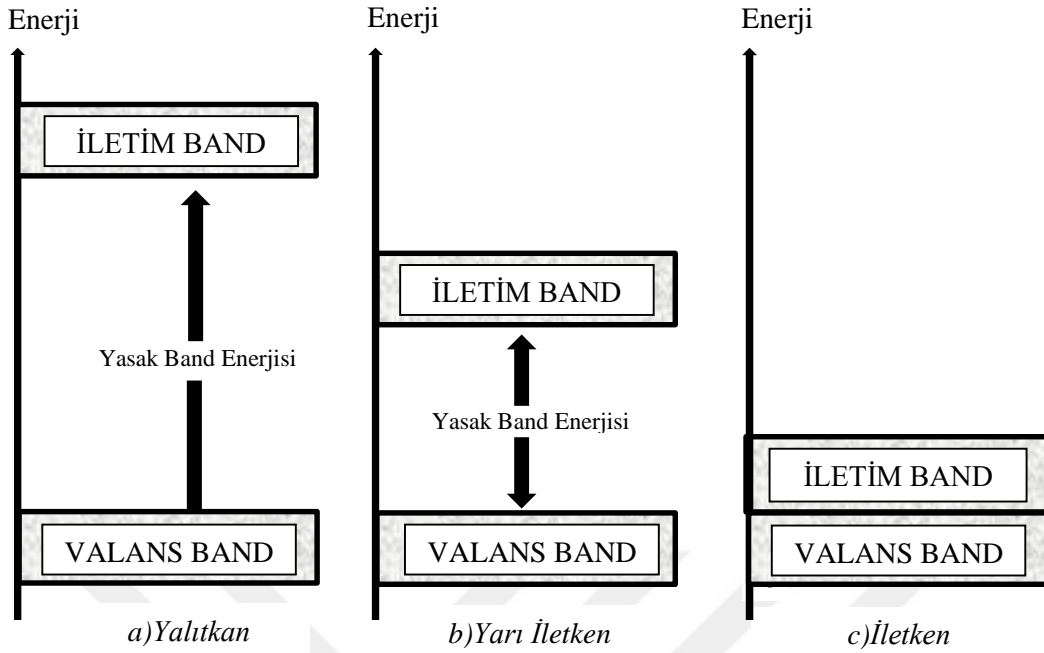 Enerji
İLETİM BAND
Yasak Band Enerjisi
VALANS BAND
a)Yalıtkan
Enerji
İLETİM BAND
Yasak Band Enerjisi
VALANS BAND
b)Yarı İletken
Enerji
İLETİM BAND
VALANS BAND
c)İletken